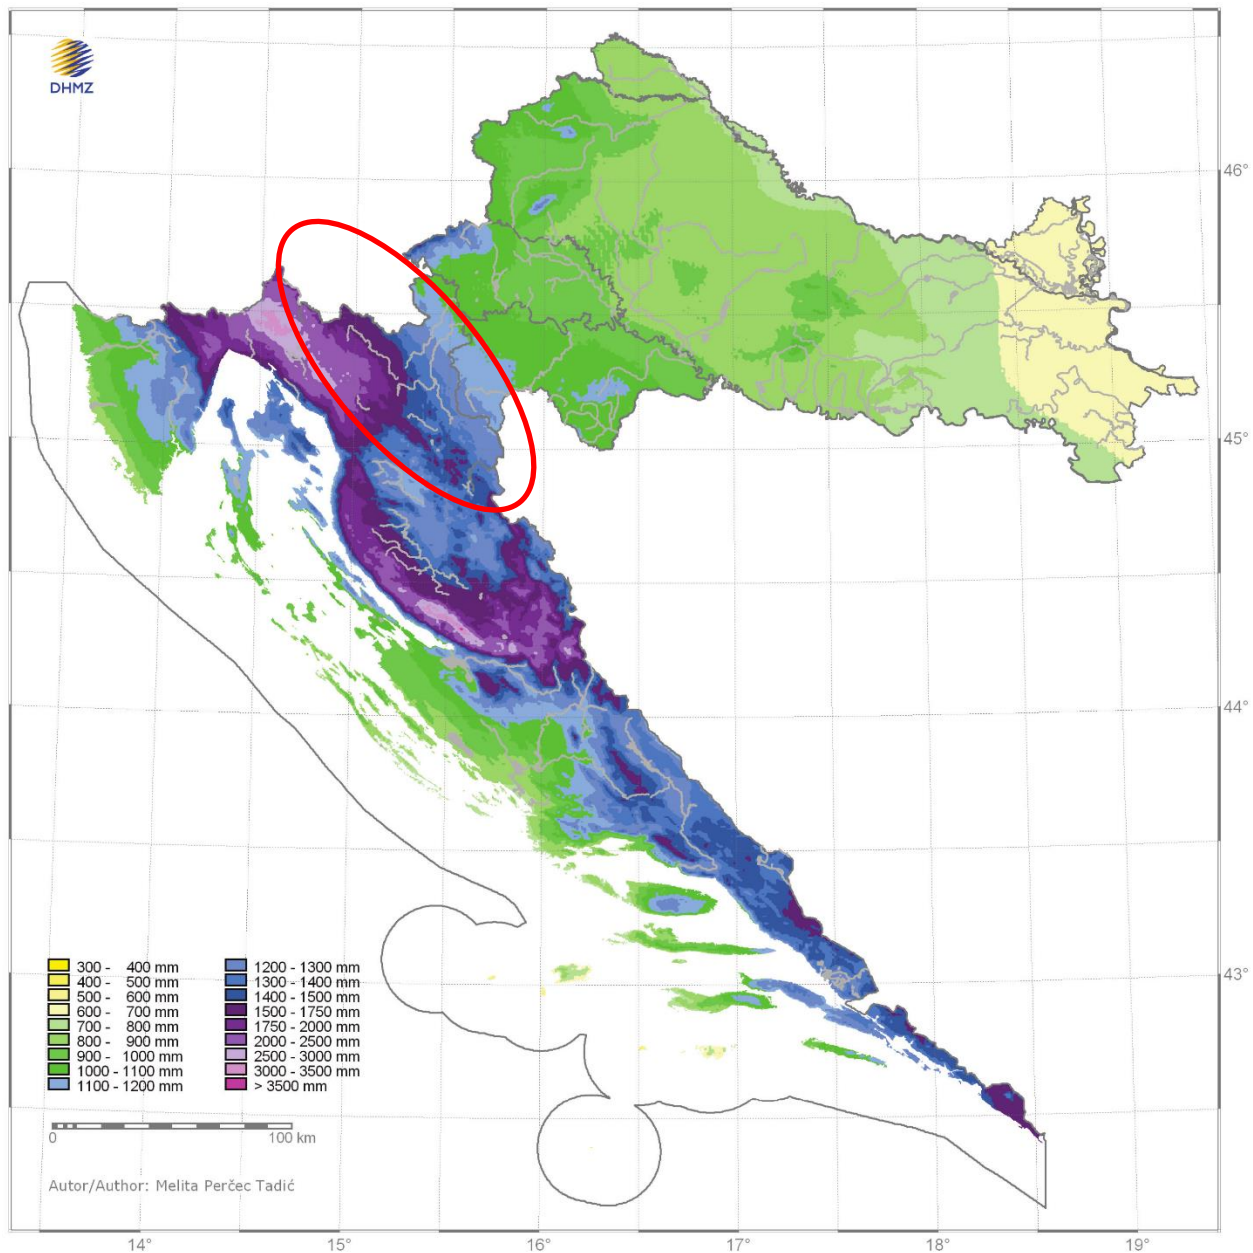 DHMZ
46°
45°
44°
43°
300 - 400 mm
400 - 500 mm
500 - 600 mm
600 - 700 mm
700 - 800 mm
800 - 900 mm
900 - 1000 mm
1000 - 1100 mm
1100 - 1200 mm
1200 - 1300 mm
1300 - 1400 mm
1400 - 1500 mm
1500 - 1750 mm
1750 - 2000 mm
2000 - 2500 mm
2500 - 3000 mm
3000 - 3500 mm
> 3500 mm
0 100 km
Autor/Author: Melita Perčec Tadić
14° 15° 16° 17° 18° 19°